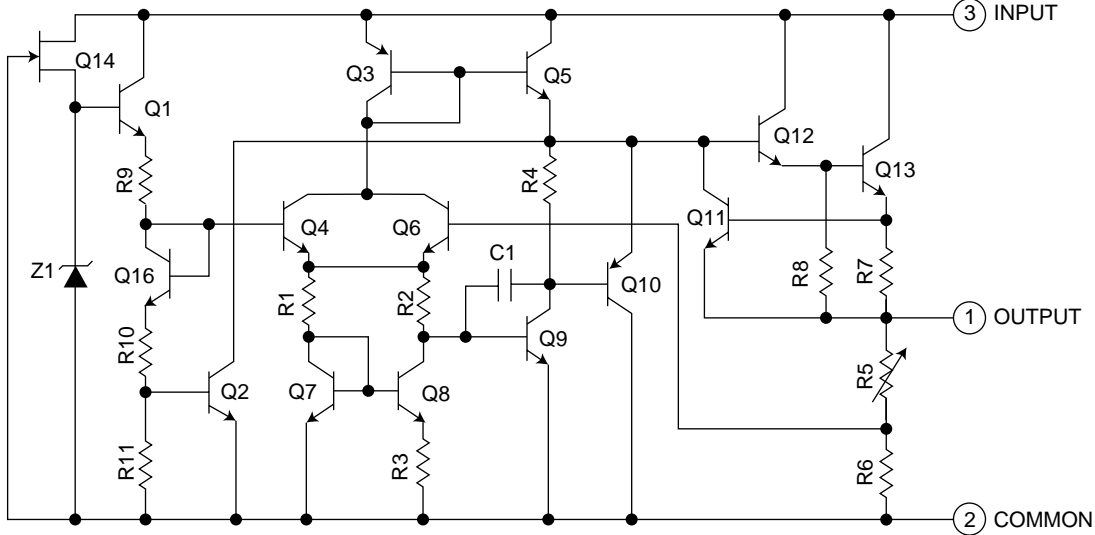 3 INPUT
Q14
Q3
Q5
Q1
Q12
R9
R4
Q13
Q4
Q6
Q11
C1
Z1
Q16
R1
R2
Q10
R8
R7
1 OUTPUT
R10
Q9
Q2
Q7
Q8
R5
R11
R3
R6
2 COMMON